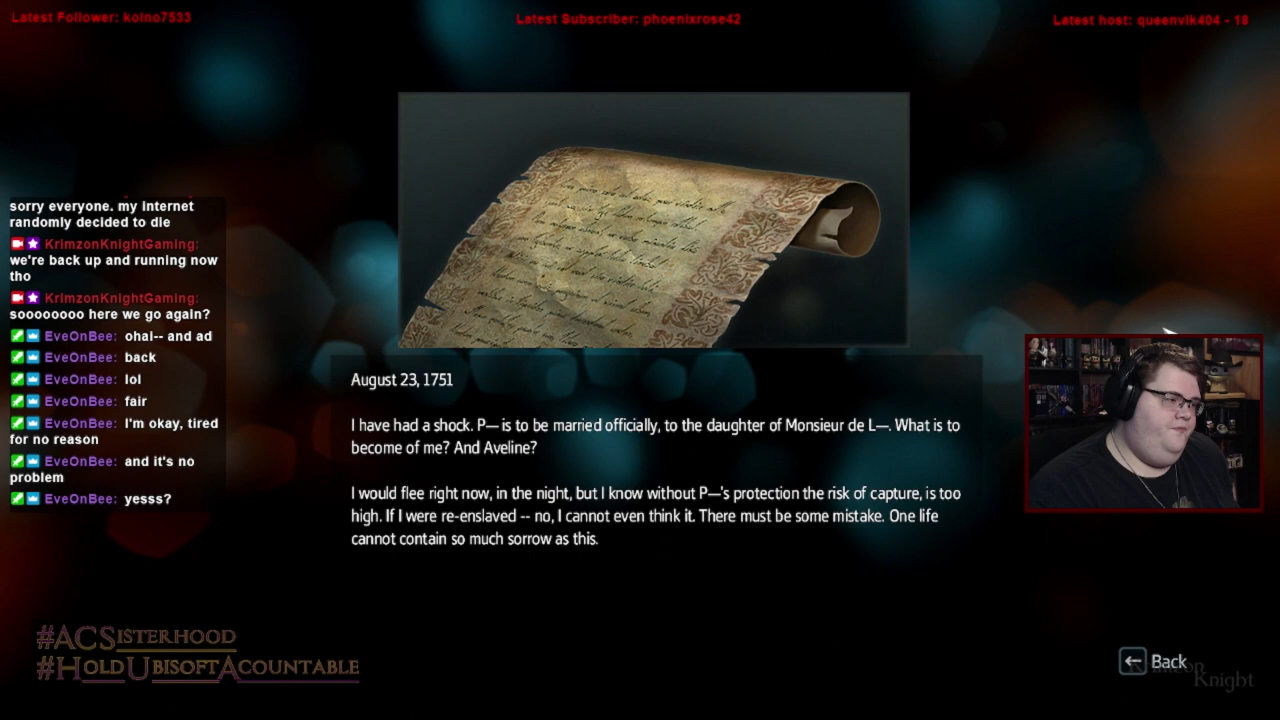 Latest Follower: kolno7533
Latest Subscriber: phoenixrose42
Latest host: queenvik404 - 18
sorry everyone. my internet
randomly decided to die
KrimzonKnightGaming:
we're back up and running now
tho
KrimzonKnightGaming:
soooooooo here we go again?
EveOnBee: ohai-- and ad
EveOnBee: back
EveOnBee: lol
EveOnBee: fair
EveOnBee: I'm okay, tired
for no reason
EveOnBee: and it's no
problem
EveOnBee: yesss?
August 23, 1751
I have had a shock. P— is to be married officially, to the daughter of Monsieur de L—. What is to
become of me? And Aveline?
I would flee right now, in the night, but I know without P—'s protection the risk of capture, is too
high. If I were re-enslaved -- no, I cannot even think it. There must be some mistake. One life
cannot contain so much sorrow as this.
#ACSisterhood
#HoldUbisoftAcountable
Back
Knight